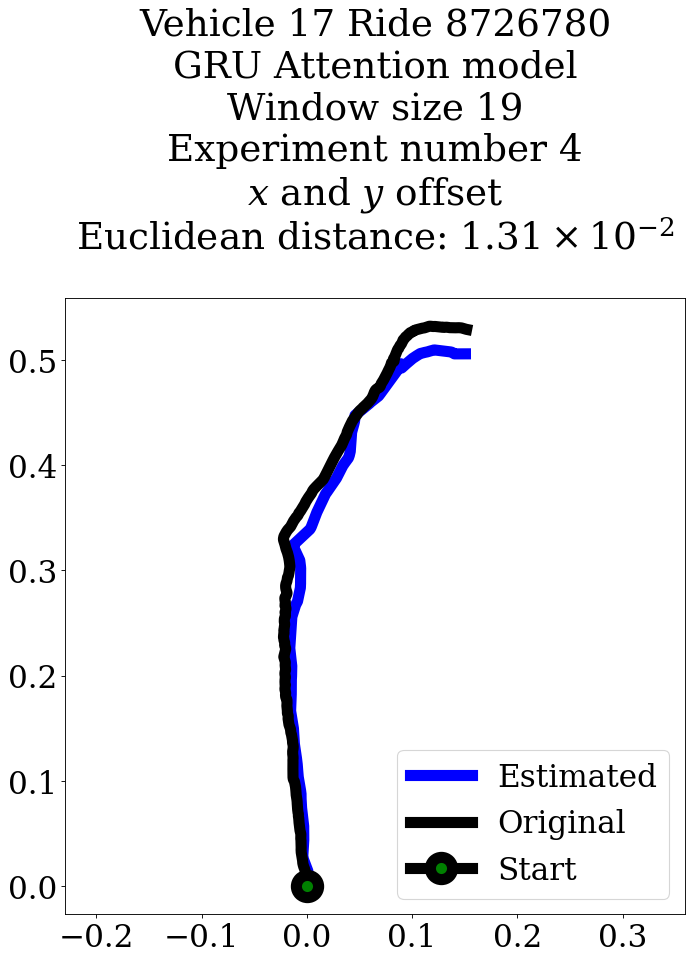 Vehicle 17 Ride 8726780
GRU Attention model
Window size 19
Experiment number 4
x and y offset
Euclidean distance: 1.31 × 10⁻²
0.5
0.4
0.3
0.2
0.1
0.0
Estimated
Original
Start
−0.2 −0.1 0.0 0.1 0.2 0.3